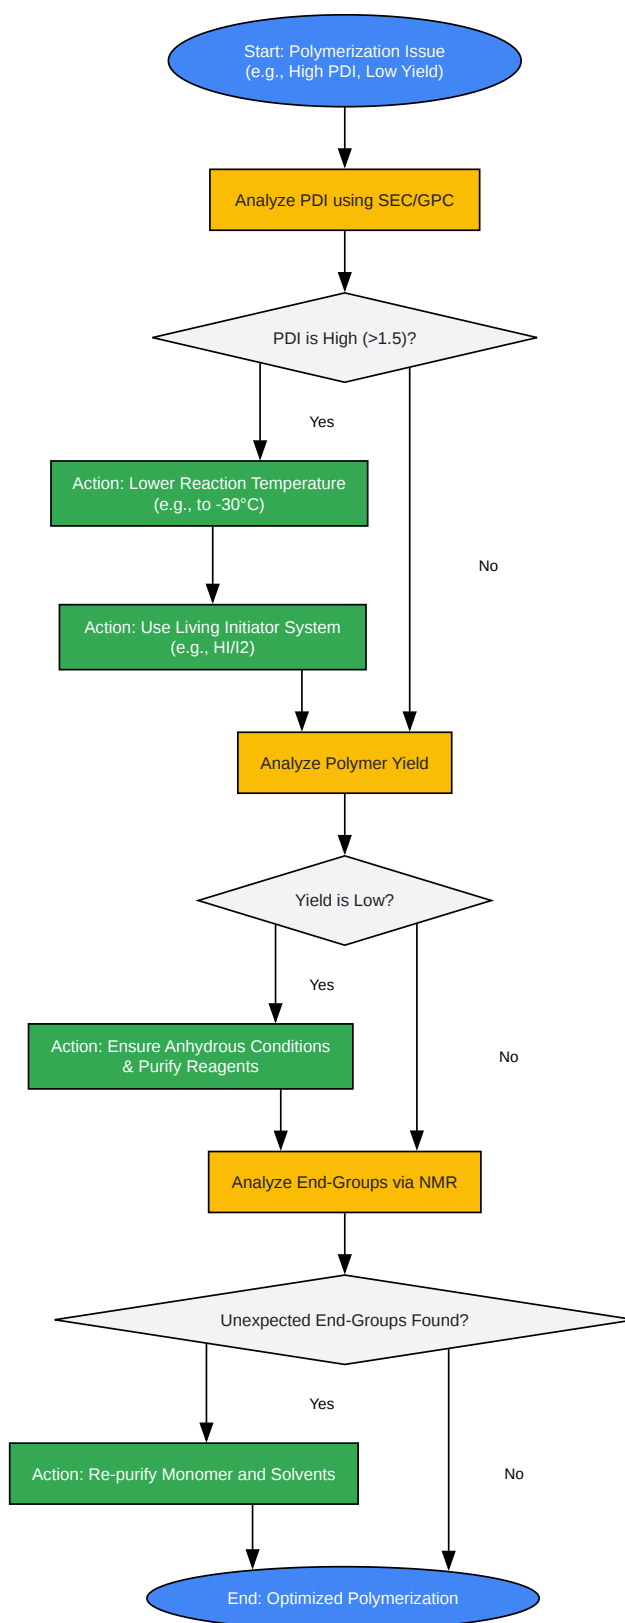 Start: Polymerization Issue
(e.g., High PDI, Low Yield)
Analyze PDI using SEC/GPC
PDI is High (>1.5)?
Yes
Action: Lower Reaction Temperature
(e.g., to -30°C)
No
Action: Use Living Initiator System
(e.g., HI/I2)
Analyze Polymer Yield
Yield is Low?
Yes
Action: Ensure Anhydrous Conditions
& Purify Reagents
No
Analyze End-Groups via NMR
Unexpected End-Groups Found?
Yes
Action: Re-purify Monomer and Solvents
No
End: Optimized Polymerization